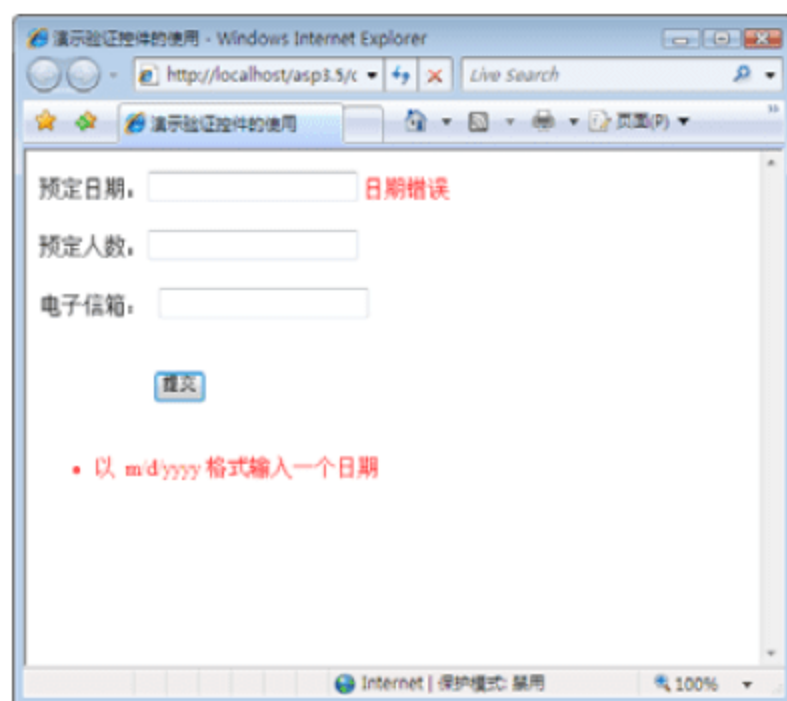 演示验证控件的使用 - Windows Internet Explorer
http://localhost/asp3.5/c
Live Search
演示验证控件的使用
页面(P)
预定日期：
日期错误
预定人数：
电子信箱：
提交
以 m/d/yyyy 格式输入一个日期
Internet | 保护模式: 禁用
100%